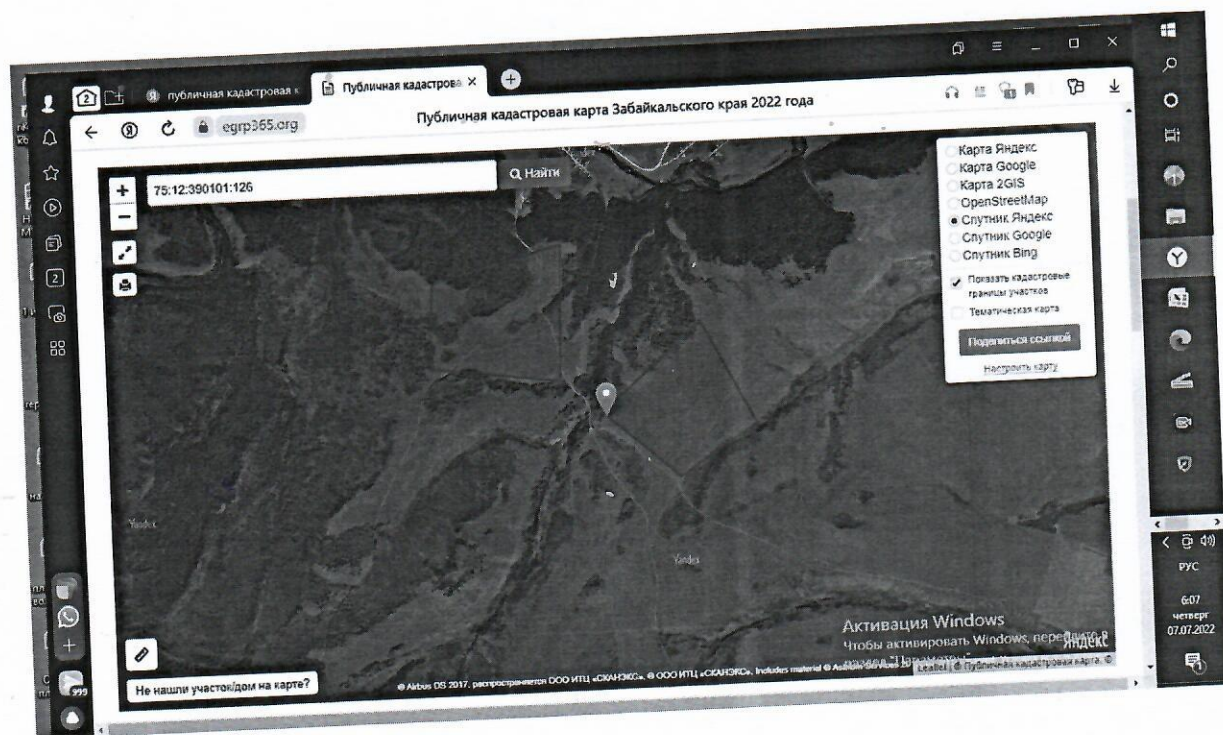 2
публичная кадастровая к
Публичная кадастрова
egrp365.org
Публичная кадастровая карта Забайкальского края 2022 года
75:12:390101:126
Найти
Карта Яндекс
Карта Google
Карта 2GIS
OpenStreetMap
Спутник Яндекс
Спутник Google
Спутник Bing
Показать кадастровые
границы участков
Тематическая карта
Поделиться ссылкой
Настроить карту
2
Yandex
Yandex
Активация Windows
Чтобы активировать Windows,
Яндекс
© Airbus DS 2017, распространяется ООО ИТЦ «СКАНЭКС», © ООО ИТЦ «СКАНЭКС», Includes material ©
Leaflet | © Публичная кадастровая карта, ©
Не нашли участок/дом на карте?
999
РУС
6:07
четверг
07.07.2022
1